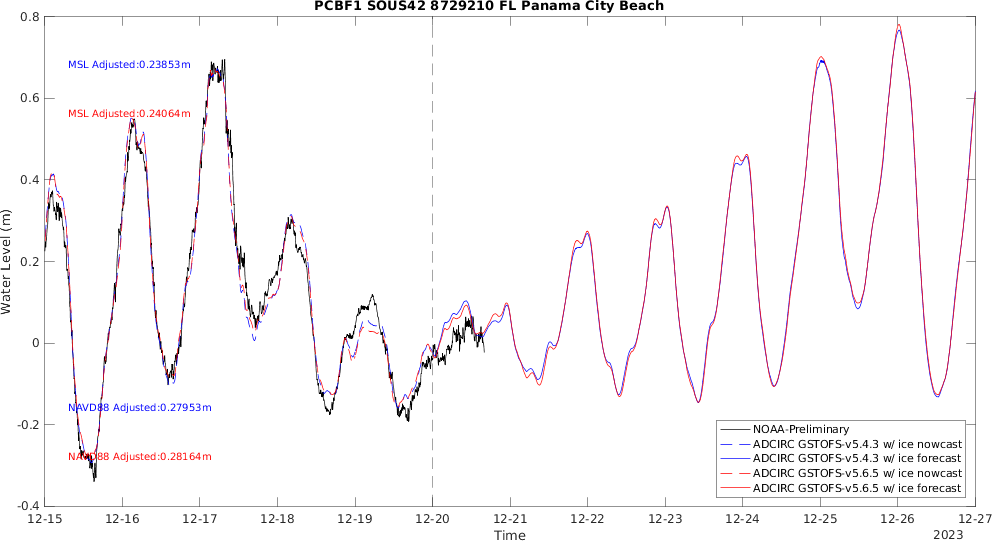 PCBF1 SOUS42 8729210 FL Panama City Beach
Water Level (m)
0.8
0.6
0.4
0.2
0
-0.2
-0.4
MSL Adjusted:0.23853m
MSL Adjusted:0.24064m
NAVD88 Adjusted:0.27953m
NAVD88 Adjusted:0.28164m
NOAA-Preliminary
ADCIRC GSTOFS-v5.4.3 w/ ice nowcast
ADCIRC GSTOFS-v5.4.3 w/ ice forecast
ADCIRC GSTOFS-v5.6.5 w/ ice nowcast
ADCIRC GSTOFS-v5.6.5 w/ ice forecast
12-15 12-16 12-17 12-18 12-19 12-20 12-21 12-22 12-23 12-24 12-25 12-26 12-27
Time
2023